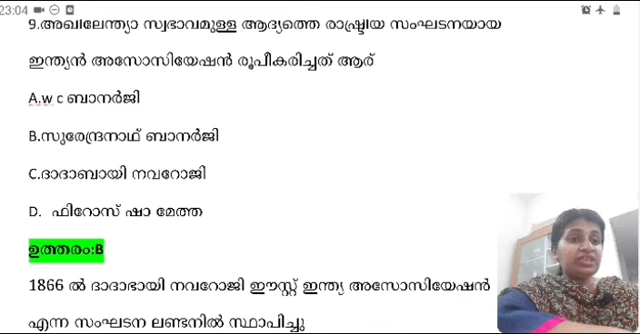 23:04
9.അഖിലേന്ത്യാ സ്വഭാവമുള്ള ആദ്യത്തെ രാഷ്ട്രിയ സംഘടനയായ
ഇന്ത്യൻ അസോസിയേഷൻ രൂപീകരിച്ചത് ആര്
A.w c ബാനർജി
B.സുരേന്ദ്രനാഥ് ബാനർജി
C.ദാദാബായി നവറോജി
D. ഫിറോസ് ഷാ മേത്ത
ഉത്തരം:B
1866 ൽ ദാദാഭായി നവറോജി ഈസ്റ്റ് ഇന്ത്യ അസോസിയേഷൻ
എന്ന സംഘടന ലണ്ടനിൽ സ്ഥാപിച്ചു